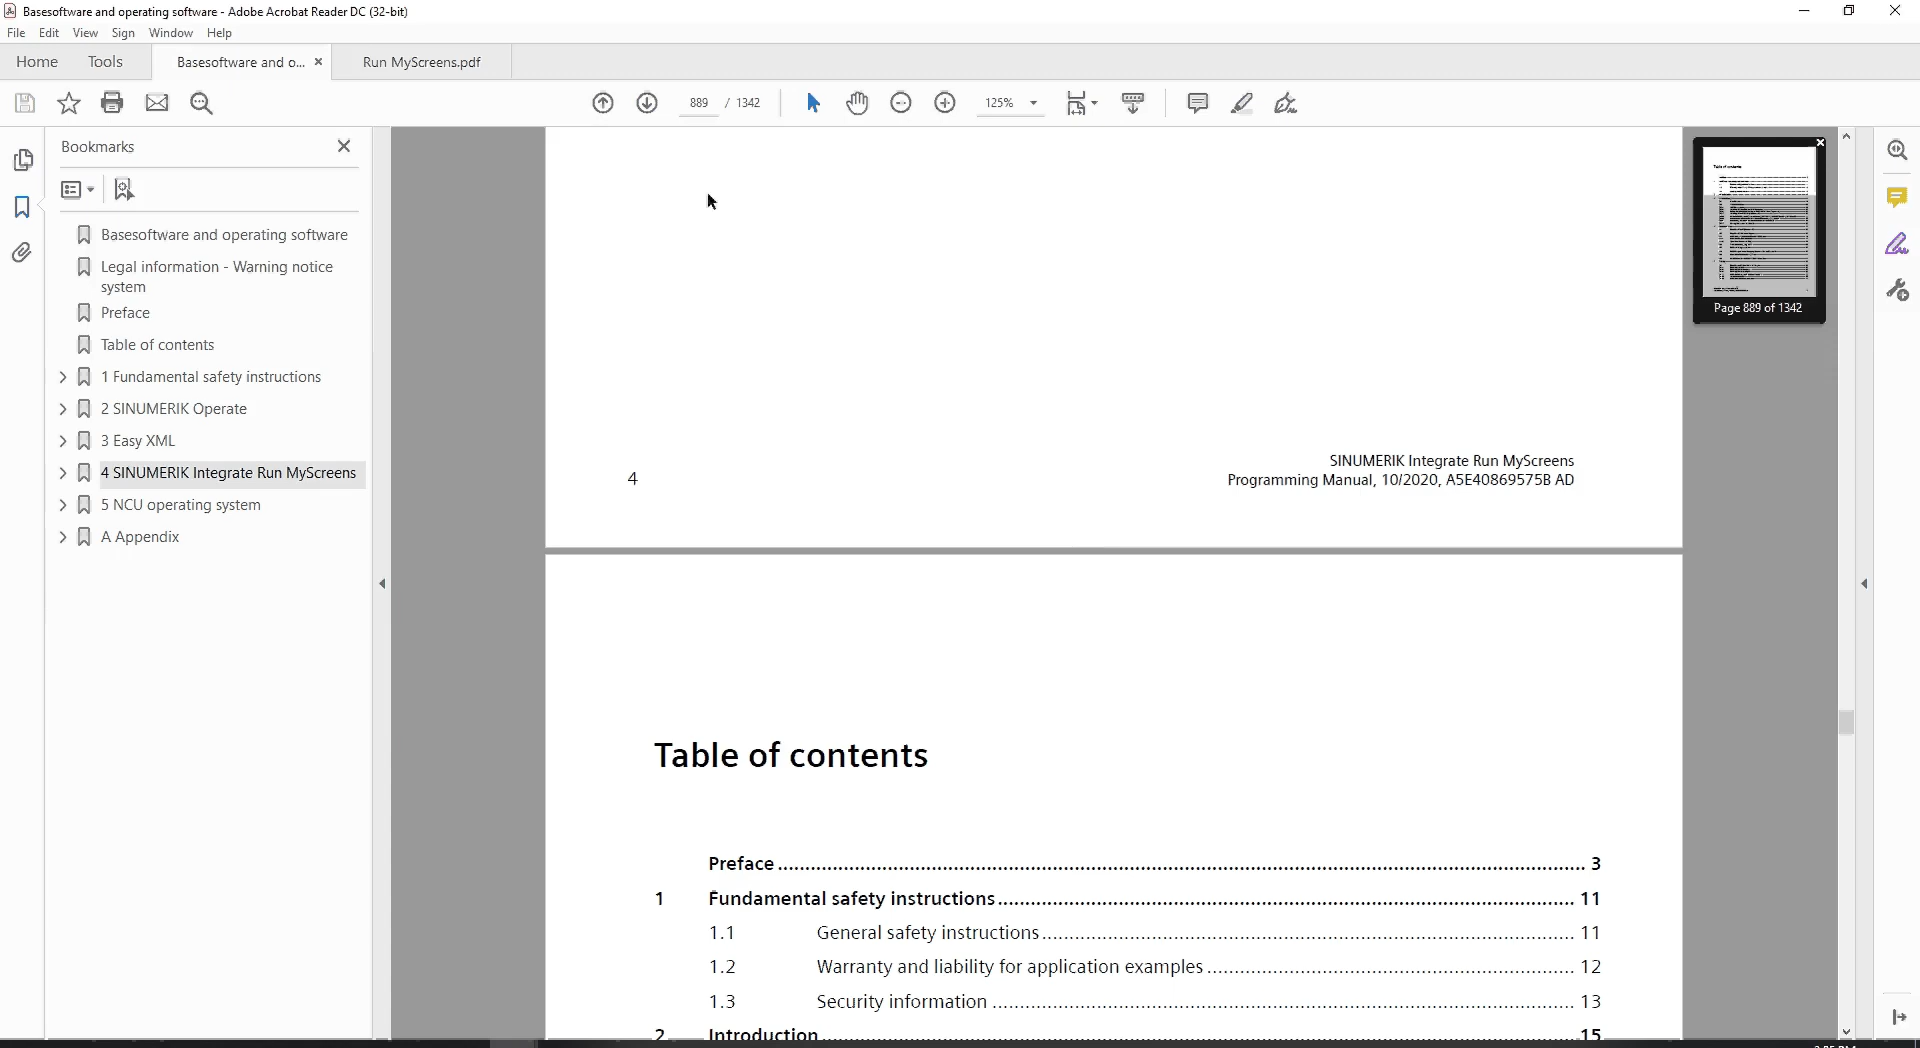 Basesoftware and operating software - Adobe Acrobat Reader DC (32-bit)
File Edit View Sign Window Help
Home Tools Basesoftware and o... Run MyScreens.pdf
889 / 1342 125%
Bookmarks
Basesoftware and operating software
Legal information - Warning notice
system
Preface
Table of contents
1 Fundamental safety instructions
2 SINUMERIK Operate
3 Easy XML
4 SINUMERIK Integrate Run MyScreens
5 NCU operating system
A Appendix
SINUMERIK Integrate Run MyScreens
4 Programming Manual, 10/2020, A5E40869575B AD
Table of contents
Preface 3
1 Fundamental safety instructions 11
1.1 General safety instructions 11
1.2 Warranty and liability for application examples 12
1.3 Security information 13
2 Introduction 15
Page 889 of 1342